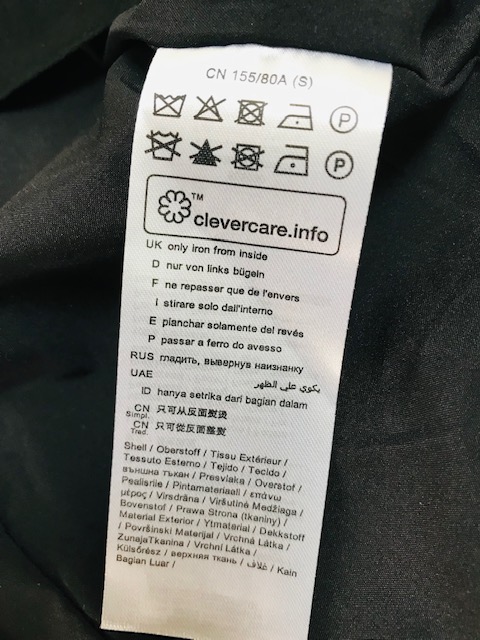 CN 155/80A (S)
P
P
™
clevercare.info
UK only iron from inside
D nur von links bügeln
F ne repasser que de l'envers
I stirare solo dall'interno
E planchar solamente del revés
P passar a ferro do avesso
RUS гладить, вывернув наизнанку
UAE يكوي علي الظهر
ID hanya setrika dari bagian dalam
CN Simpl. 只可从反面熨烫
CN Trad. 只可從反面整熨
Shell / Oberstoff / Tissu Extérieur /
Tessuto Esterno / Tejido / Tecido /
външна тъкан / Presvlaka / Overstof /
Pealisriie / Pintamateriaali / επάνω
μέρος / Virsdrāna / Viršutinė Medžiaga /
Bovenstof / Prawa Strona (tkaniny) /
Material Exterior / Ytmaterial / Dekkstoff
/ Površinski Materijal / Vrchná Látka /
ZunajaTkanina / Vrchní Látka /
Külsőrész / верхняя ткань / غلاف / Kain
Bagian Luar /